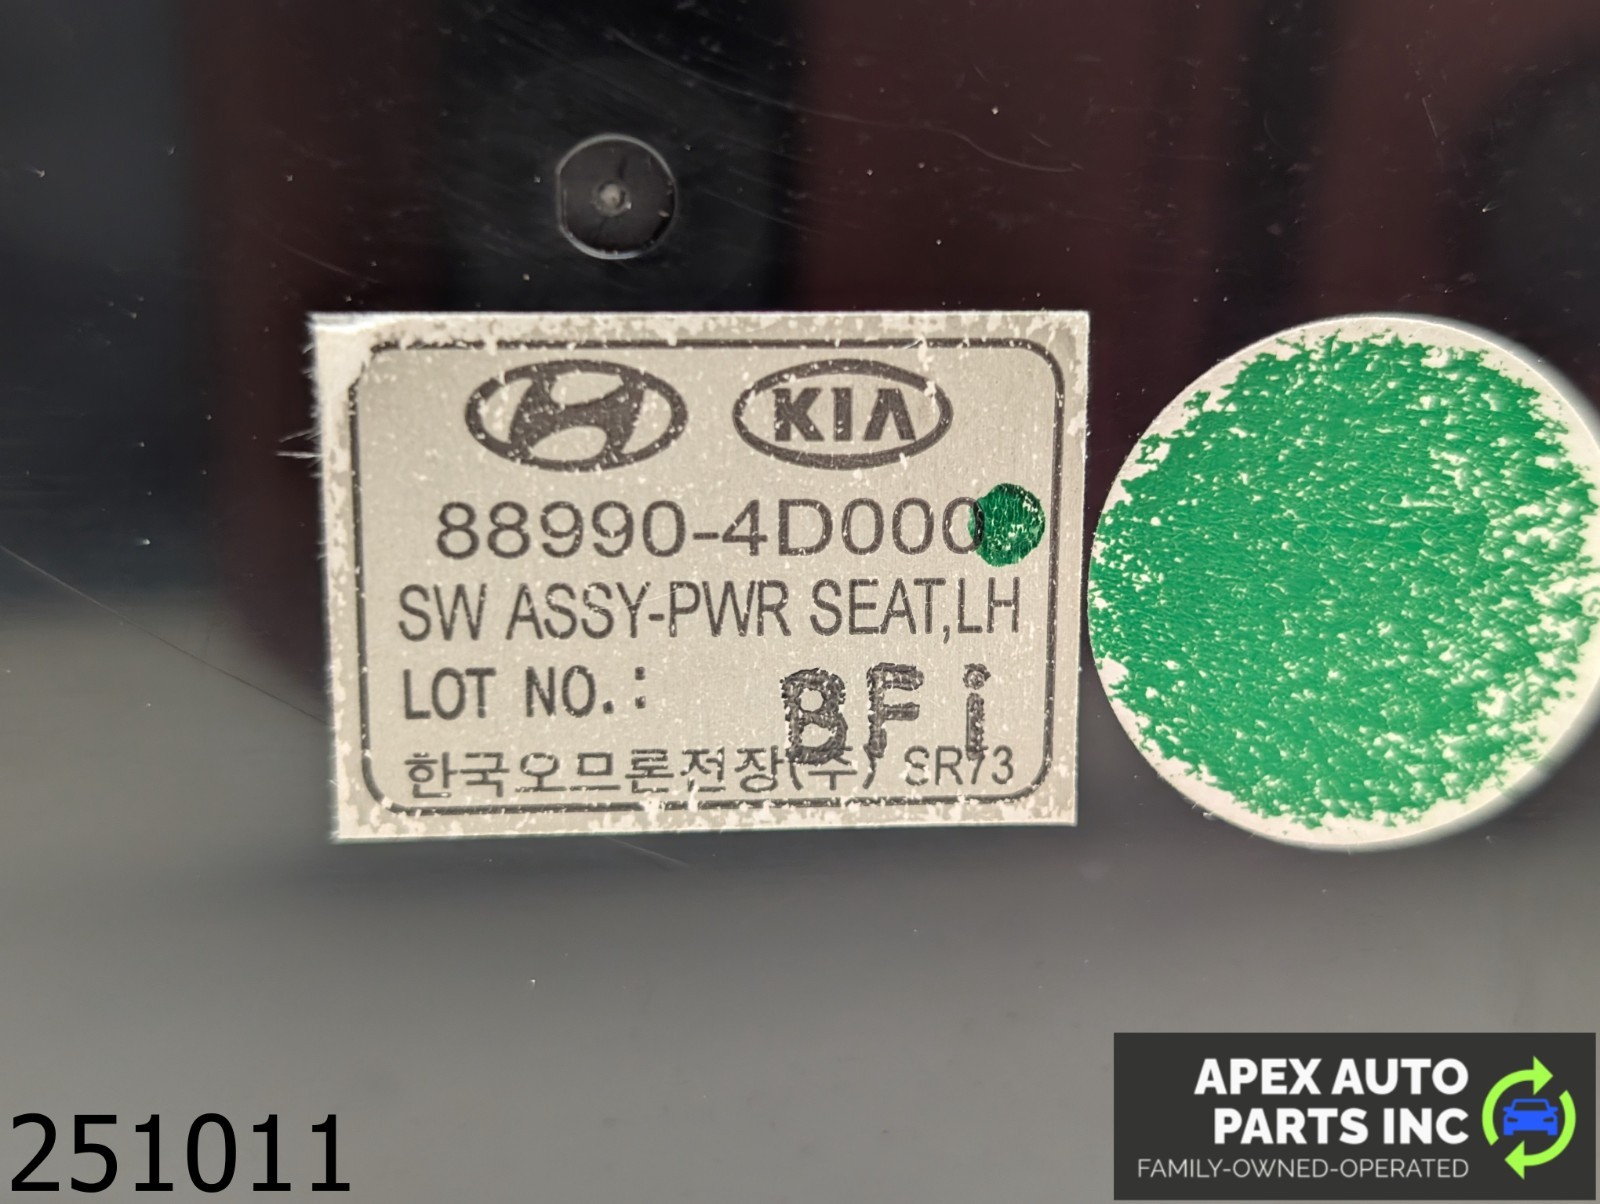 KIA
88990-4D000
SW ASSY-PWR SEAT,LH
LOT NO.: 8Fi
한국오므론전장(주) SR73
251011
APEX AUTO
PARTS INC
FAMILY-OWNED-OPERATED